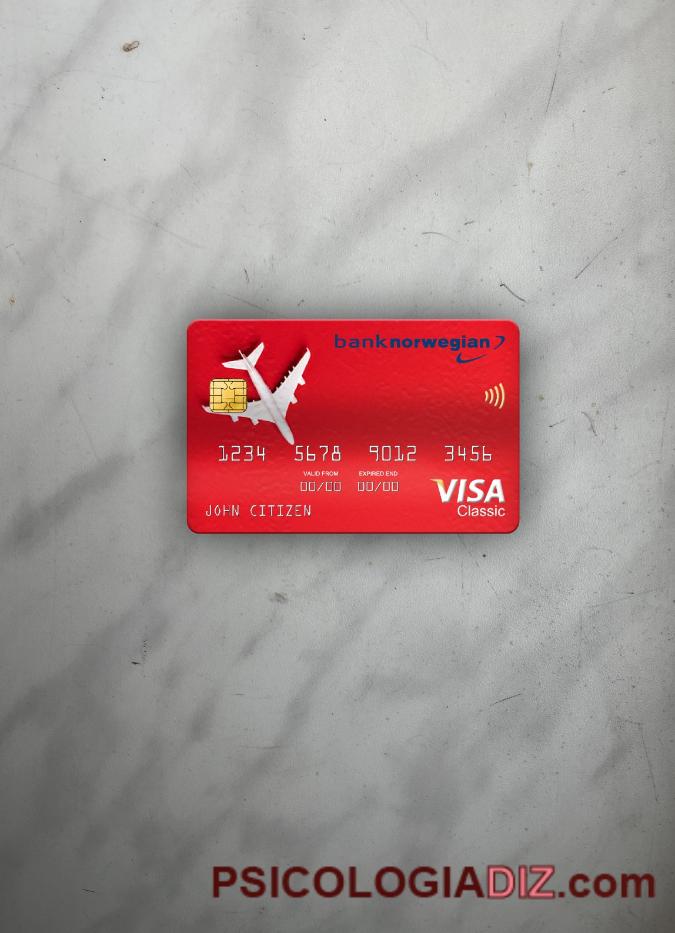 banknorwegian
1234 5678 9012 3456
VALID FROM EXPIRED END
00/00 00/00
VISA
Classic
JOHN CITIZEN
PSICOLOGIADIZ.com